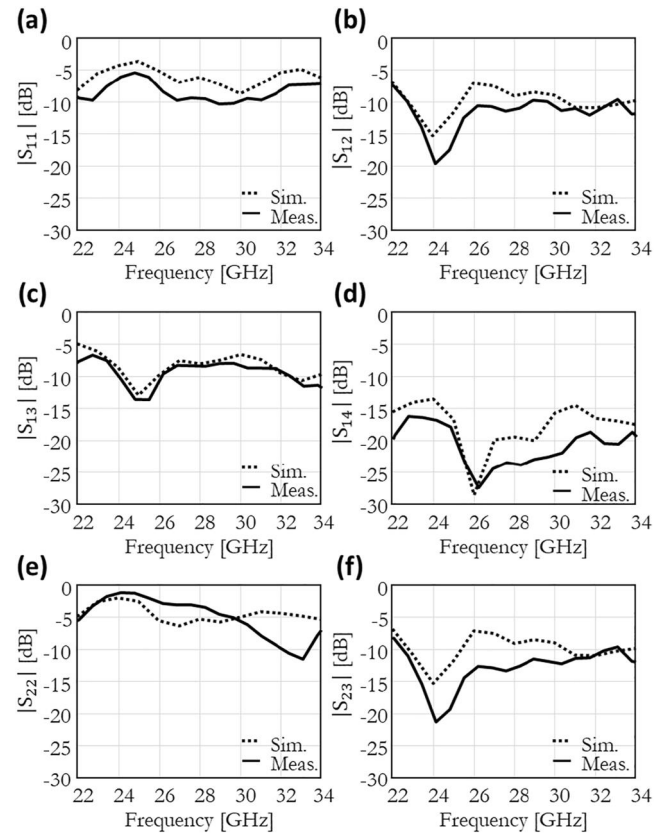 (a)
0
-5
-10
-15
-20
-25
-30
|S11| [dB]
Sim.
Meas.
22 24 26 28 30 32 34
Frequency [GHz]
(b)
0
-5
-10
-15
-20
-25
-30
|S12| [dB]
Sim.
Meas.
22 24 26 28 30 32 34
Frequency [GHz]
(c)
0
-5
-10
-15
-20
-25
-30
|S13| [dB]
Sim.
Meas.
22 24 26 28 30 32 34
Frequency [GHz]
(d)
0
-5
-10
-15
-20
-25
-30
|S14| [dB]
Sim.
Meas.
22 24 26 28 30 32 34
Frequency [GHz]
(e)
0
-5
-10
-15
-20
-25
-30
|S22| [dB]
Sim.
Meas.
22 24 26 28 30 32 34
Frequency [GHz]
(f)
0
-5
-10
-15
-20
-25
-30
|S23| [dB]
Sim.
Meas.
22 24 26 28 30 32 34
Frequency [GHz]